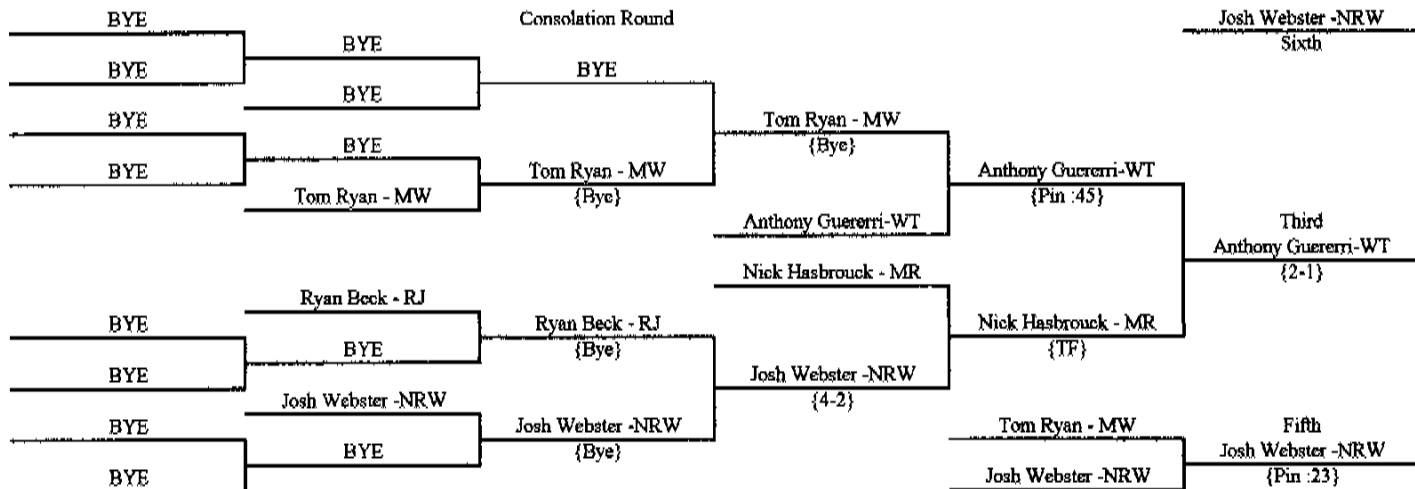 BYE
Consolation Round
Josh Webster -NRW
Sixth
BYE
BYE
BYE
BYE
BYE
Tom Ryan - MW
{Bye}
BYE
BYE
Tom Ryan - MW
{Bye}
Anthony Guererri-WT
{Pin :45}
Tom Ryan - MW
Anthony Guererri-WT
Third
Anthony Guererri-WT
{2-1}
Nick Hasbrouck - MR
Ryan Beck - RJ
BYE
Ryan Beck - RJ
{Bye}
Nick Hasbrouck - MR
{TF}
BYE
BYE
Josh Webster -NRW
{4-2}
Josh Webster -NRW
BYE
Josh Webster -NRW
{Bye}
Tom Ryan - MW
Fifth
Josh Webster -NRW
{Pin :23}
BYE
BYE
Josh Webster -NRW